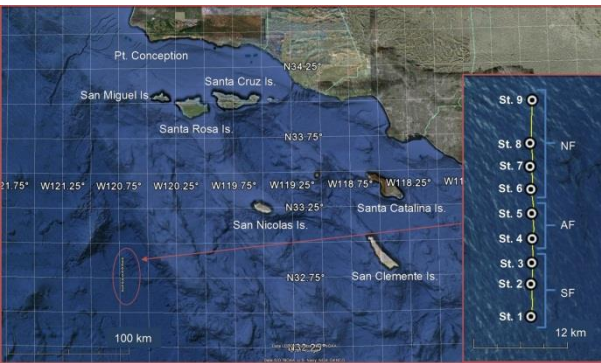 Pt. Conception
N34.25°
Santa Cruz Is.
San Miguel Is.
Santa Rosa Is.
N33.75°
21.75° W121.25° W120.75° W120.25° W119.75° W119.25° W118.75° W118.25° W11
N33.25°
Santa Catalina Is.
San Nicolas Is.
N32.75°
San Clemente Is.
N32.25°
100 km
St. 9
St. 8
NF
St. 7
St. 6
St. 5
AF
St. 4
St. 3
St. 2
SF
St. 1
12 km